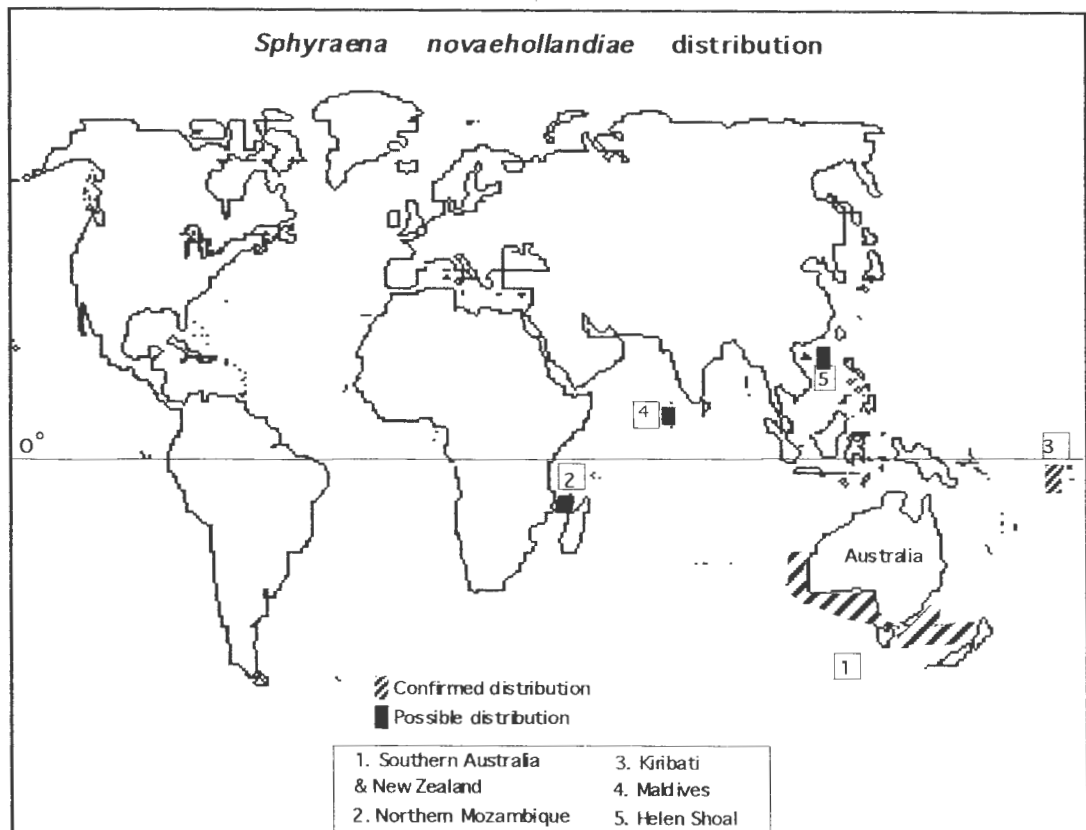 Sphyraena novaehollandiae distribution
5
4
0°
3
2
Australia
1
Confirmed distribution
Possible distribution
1. Southern Australia
& New Zealand
2. Northern Mozambique
3. Kiribati
4. Maldives
5. Helen Shoal